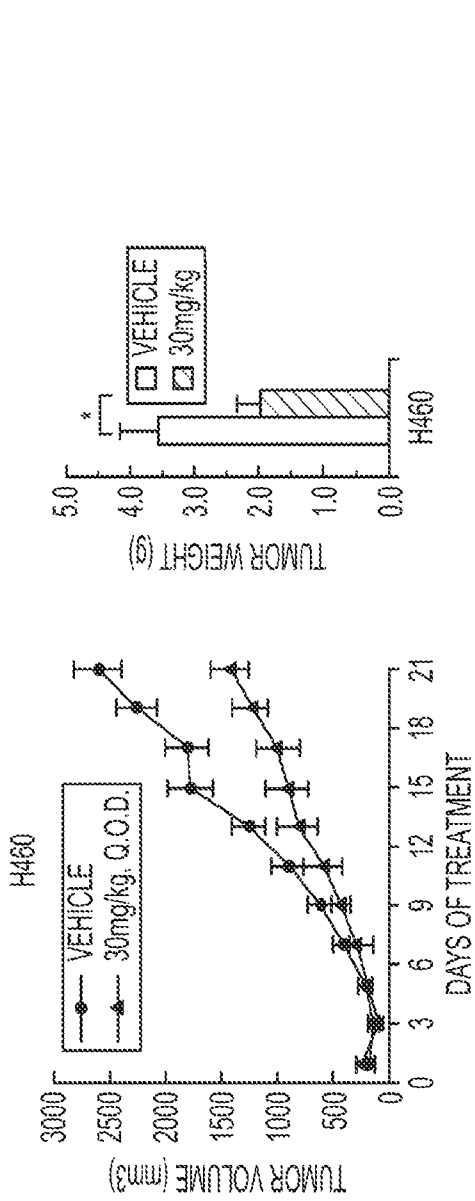 H460
VEHICLE
30mg/kg, Q.O.D.
TUMOR VOLUME (mm3)
3000
2500
2000
1500
1000
500
0
0 3 6 9 12 15 18 21
DAYS OF TREATMENT
VEHICLE
30mg/kg
*
TUMOR WEIGHT (g)
5.0
4.0
3.0
2.0
1.0
0.0
H460